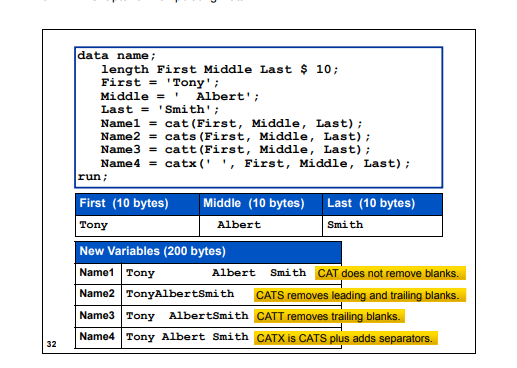 data name;
   length First Middle Last $ 10;
   First = 'Tony';
   Middle = '  Albert';
   Last = 'Smith';
   Name1 = cat(First, Middle, Last);
   Name2 = cats(First, Middle, Last);
   Name3 = catt(First, Middle, Last);
   Name4 = catx(' ', First, Middle, Last);
run;
First (10 bytes) Middle (10 bytes) Last (10 bytes)
Tony   Albert Smith
New Variables (200 bytes)
Name1 Tony        Albert  Smith CAT does not remove blanks.
Name2 TonyAlbertSmith CATS removes leading and trailing blanks.
Name3 Tony  AlbertSmith CATT removes trailing blanks.
Name4 Tony Albert Smith CATX is CATS plus adds separators.
32